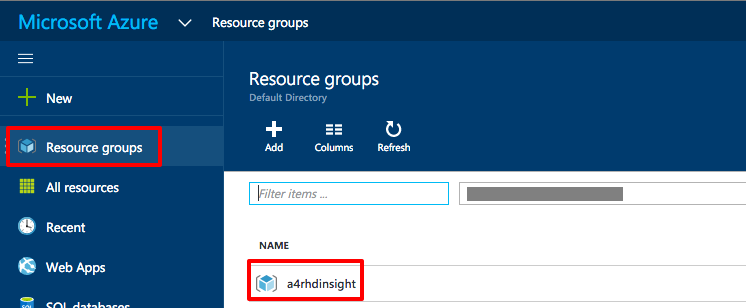 Microsoft Azure Resource groups
New
Resource groups
All resources
Recent
Web Apps
SQL databases
Resource groups
Default Directory
Add Columns Refresh
Filter items ...
NAME
a4rhdinsight